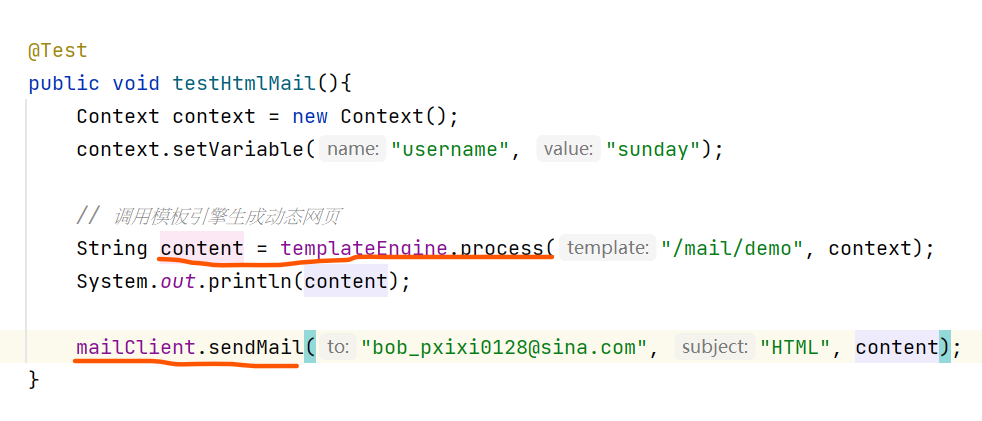 @Test
public void testHtmlMail(){
Context context = new Context();
context.setVariable( name: "username", value: "sunday");
// 调用模板引擎生成动态网页
String content = templateEngine.process( template: "/mail/demo", context);
System.out.println(content);
mailClient.sendMail( to: "bob_pxixi0128@sina.com", subject: "HTML", content);
}